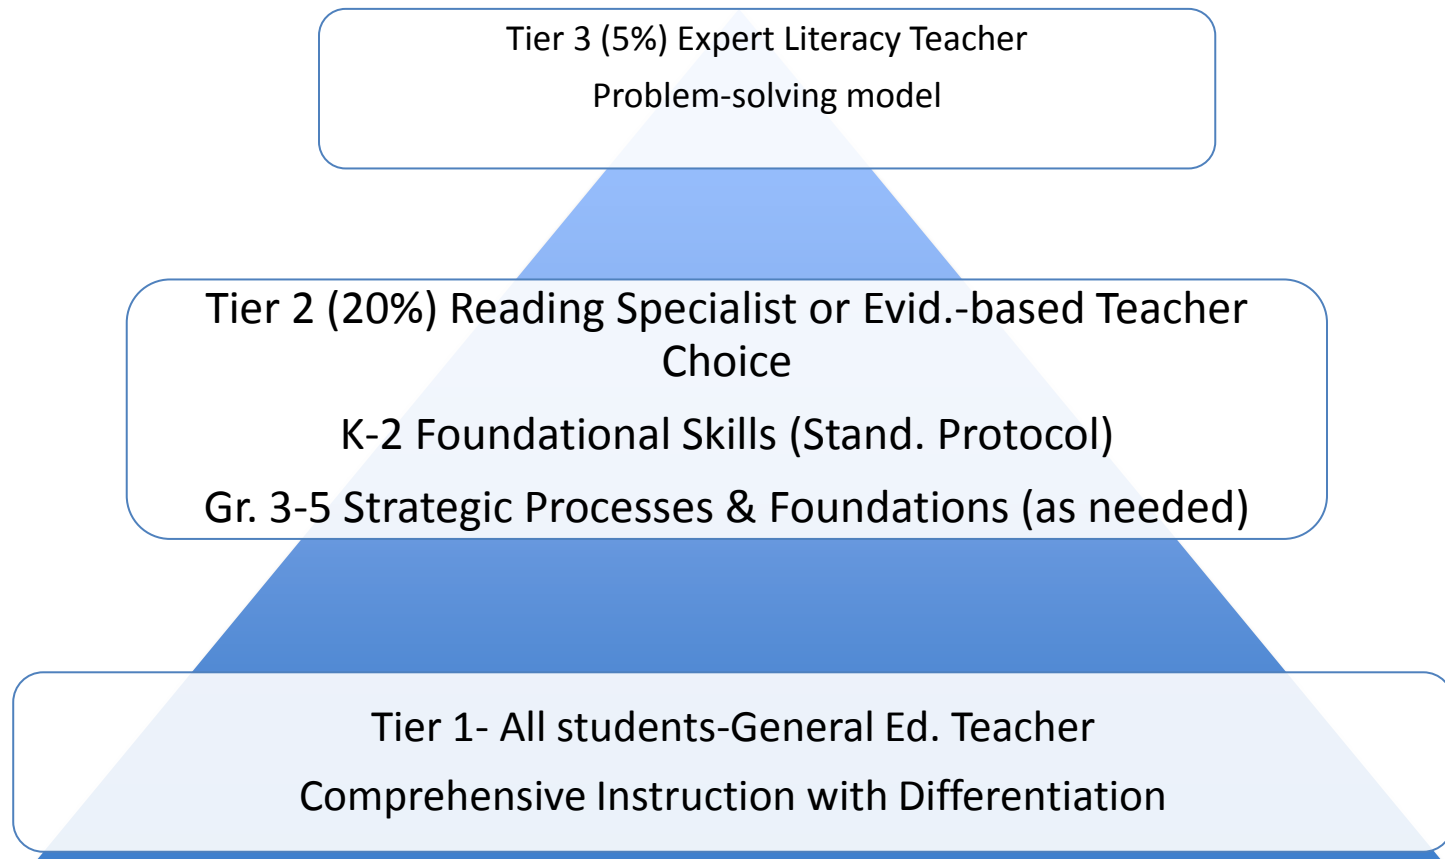 Tier 3 (5%) Expert Literacy Teacher
Problem-solving model
Tier 2 (20%) Reading Specialist or Evid.-based Teacher
Choice
K-2 Foundational Skills (Stand. Protocol)
Gr. 3-5 Strategic Processes & Foundations (as needed)
Tier 1- All students-General Ed. Teacher
Comprehensive Instruction with Differentiation